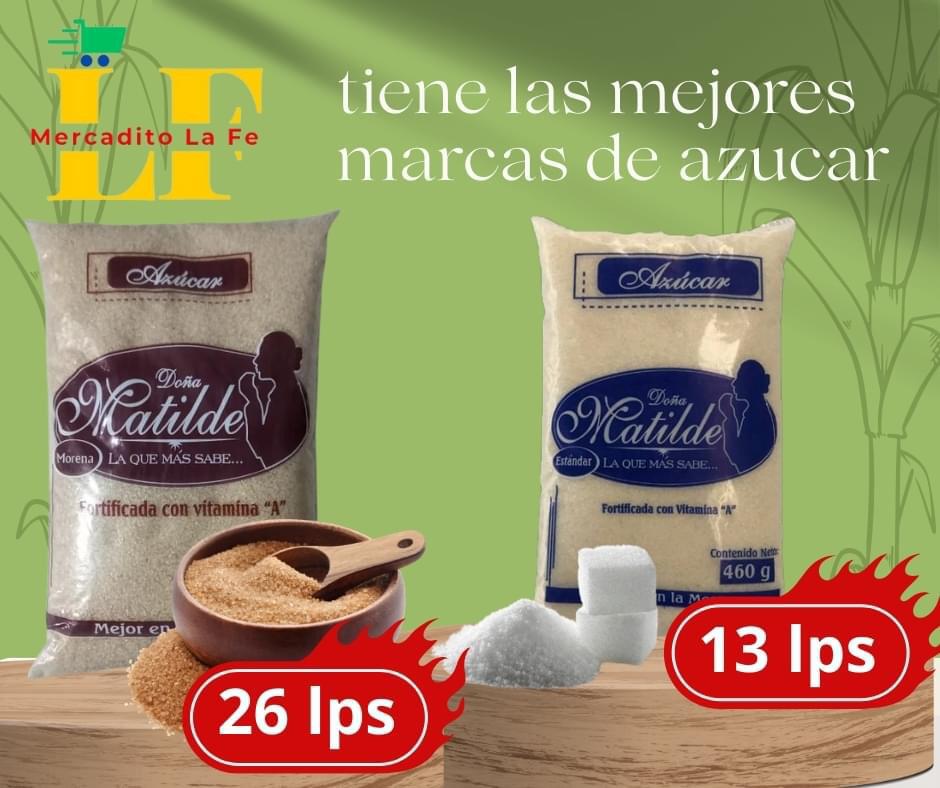 LF
Mercadito La Fe
tiene las mejores
marcas de azucar
Azúcar
Doña
Matilde
Morena
LA QUE MÁS SABE...
Fortificada con vitamina "A"
Mejor en
26 lps
Azúcar
Doña
Matilde
Estándar
LA QUE MÁS SABE...
Fortificada con Vitamina "A"
Contenido Neto:
460 g
en la
13 lps